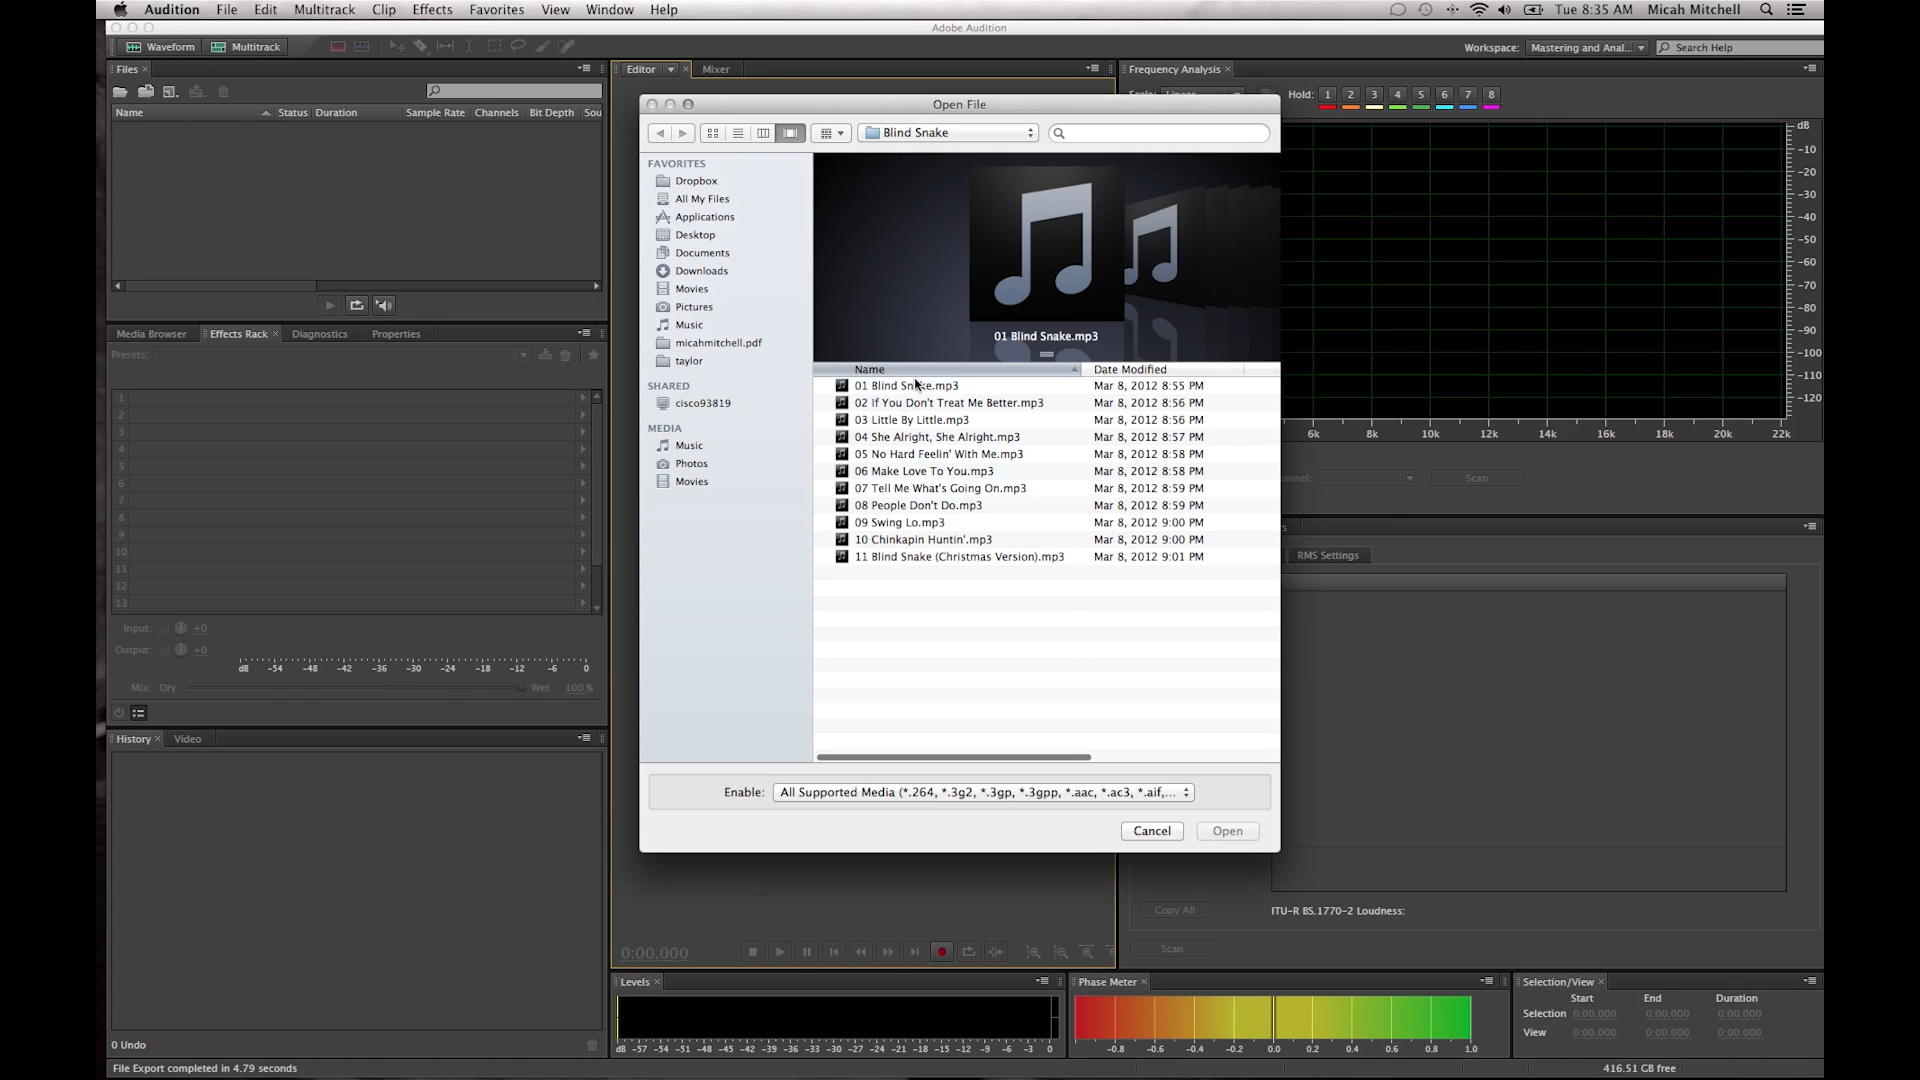 Audition File Edit Multitrack Clip Effects Favorites View Window Help Tue 8:35 AM Micah Mitchell
Adobe Audition
Waveform Multitrack Workspace: Mastering and Anal... Search Help
Files Editor Mixer Frequency Analysis
Hold: 1 2 3 4 5 6 7 8
Name Status Duration Sample Rate Channels Bit Depth Sou
Open File
Blind Snake
FAVORITES
Dropbox
All My Files
Applications
Desktop
Documents
Downloads
Movies
Pictures
Music
micahmitchell.pdf
taylor
SHARED
cisco93819
MEDIA
Music
Photos
Movies
01 Blind Snake.mp3
Name Date Modified
01 Blind Snake.mp3 Mar 8, 2012 8:55 PM
02 If You Don't Treat Me Better.mp3 Mar 8, 2012 8:56 PM
03 Little By Little.mp3 Mar 8, 2012 8:56 PM
04 She Alright, She Alright.mp3 Mar 8, 2012 8:57 PM
05 No Hard Feelin' With Me.mp3 Mar 8, 2012 8:58 PM
06 Make Love To You.mp3 Mar 8, 2012 8:58 PM
07 Tell Me What's Going On.mp3 Mar 8, 2012 8:59 PM
08 People Don't Do.mp3 Mar 8, 2012 8:59 PM
09 Swing Lo.mp3 Mar 8, 2012 9:00 PM
10 Chinkapin Huntin'.mp3 Mar 8, 2012 9:00 PM
11 Blind Snake (Christmas Version).mp3 Mar 8, 2012 9:01 PM
Enable: All Supported Media (*.264, *.3g2, *.3gp, *.3gpp, *.aac, *.ac3, *.aif,...
Cancel Open
dB
-10
-20
-30
-40
-50
-60
-70
-80
-90
-100
-110
-120
6k 8k 10k 12k 14k 16k 18k 20k 22k
Scan
RMS Settings
Copy All ITU-R BS.1770-2 Loudness:
Scan
Media Browser Effects Rack Diagnostics Properties
Presets:
1
2
3
4
5
6
7
8
9
10
11
12
13
Input: +0
Output: +0
dB -54 -48 -42 -36 -30 -24 -18 -12 -6 0
Mix: Dry Wet 100 %
History Video
0 Undo
0:00.000
Levels
dB -57 -54 -51 -48 -45 -42 -39 -36 -33 -30 -27 -24 -21 -18 -15 -12 -9 -6 -3 0
Phase Meter
-0.8 -0.6 -0.4 -0.2 0.0 0.2 0.4 0.6 0.8 1.0
Selection/View
Start End Duration
Selection 0:00.000 0:00.000 0:00.000
View 0:00.000 0:00.000 0:00.000
File Export completed in 4.79 seconds 416.51 GB free